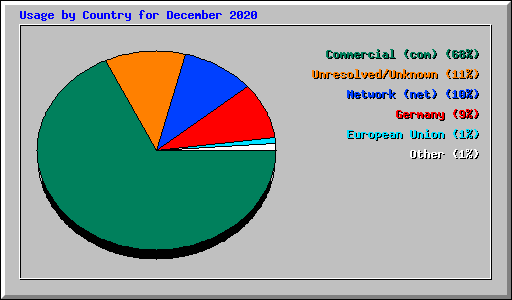 Usage by Country for December 2020
Commercial (com) (68%)
Unresolved/Unknown (11%)
Network (net) (10%)
Germany (9%)
European Union (1%)
Other (1%)